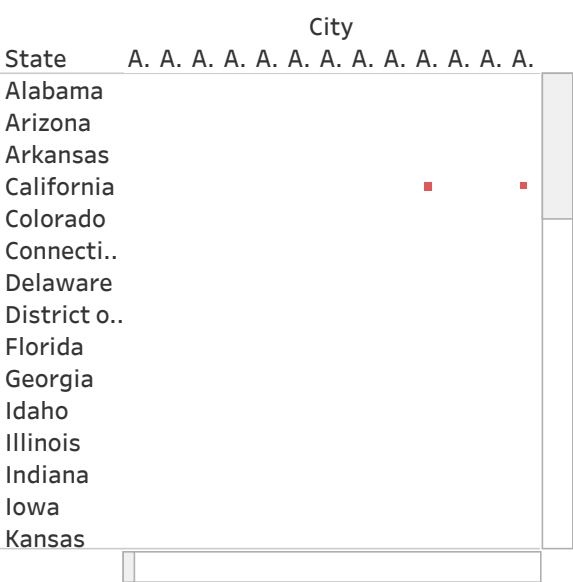 City
State A. A. A. A. A. A. A. A. A. A. A. A. A.
Alabama
Arizona
Arkansas
California
Colorado
Connecti..
Delaware
District o..
Florida
Georgia
Idaho
Illinois
Indiana
Iowa
Kansas